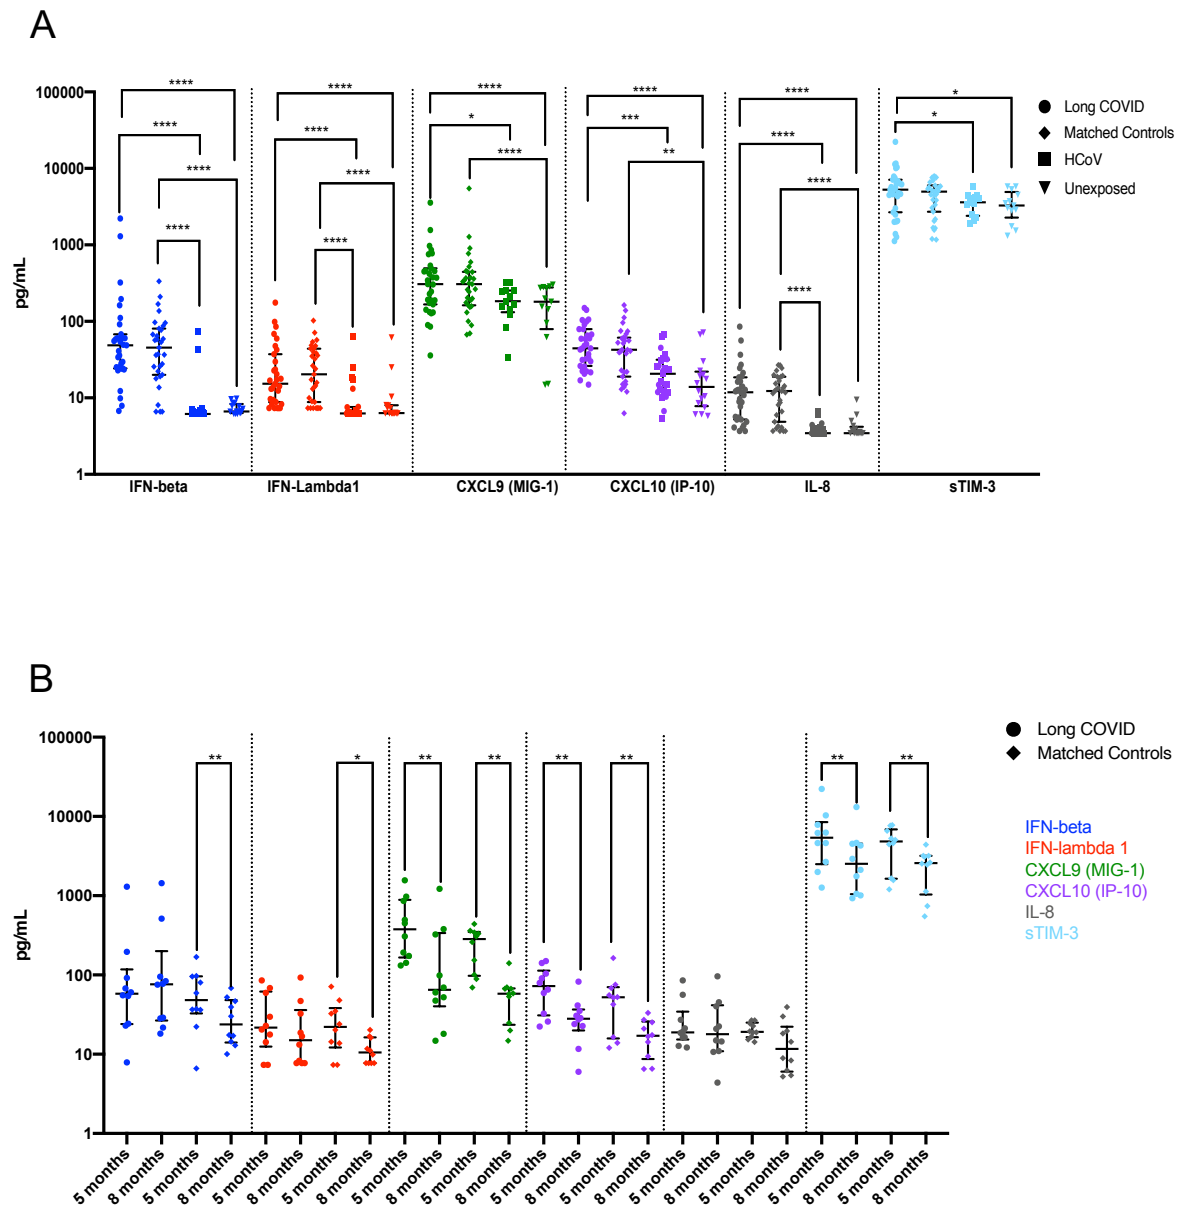 A
**** **** **** **** **** *
**** **** * *** **** *
**** **** **** ** ****
**** **** ****
100000
10000
1000
100
10
1
pg/mL
IFN-beta IFN-Lambda1 CXCL9 (MIG-1) CXCL10 (IP-10) IL-8 sTIM-3
Long COVID
Matched Controls
HCoV
Unexposed
B
** * ** ** ** ** ** **
100000
10000
1000
100
10
1
pg/mL
5 months 8 months 5 months 8 months 5 months 8 months 5 months 8 months 5 months 8 months 5 months 8 months 5 months 8 months 5 months 8 months 5 months 8 months 5 months 8 months 5 months 8 months 5 months 8 months
Long COVID
Matched Controls
IFN-beta
IFN-lambda 1
CXCL9 (MIG-1)
CXCL10 (IP-10)
IL-8
sTIM-3